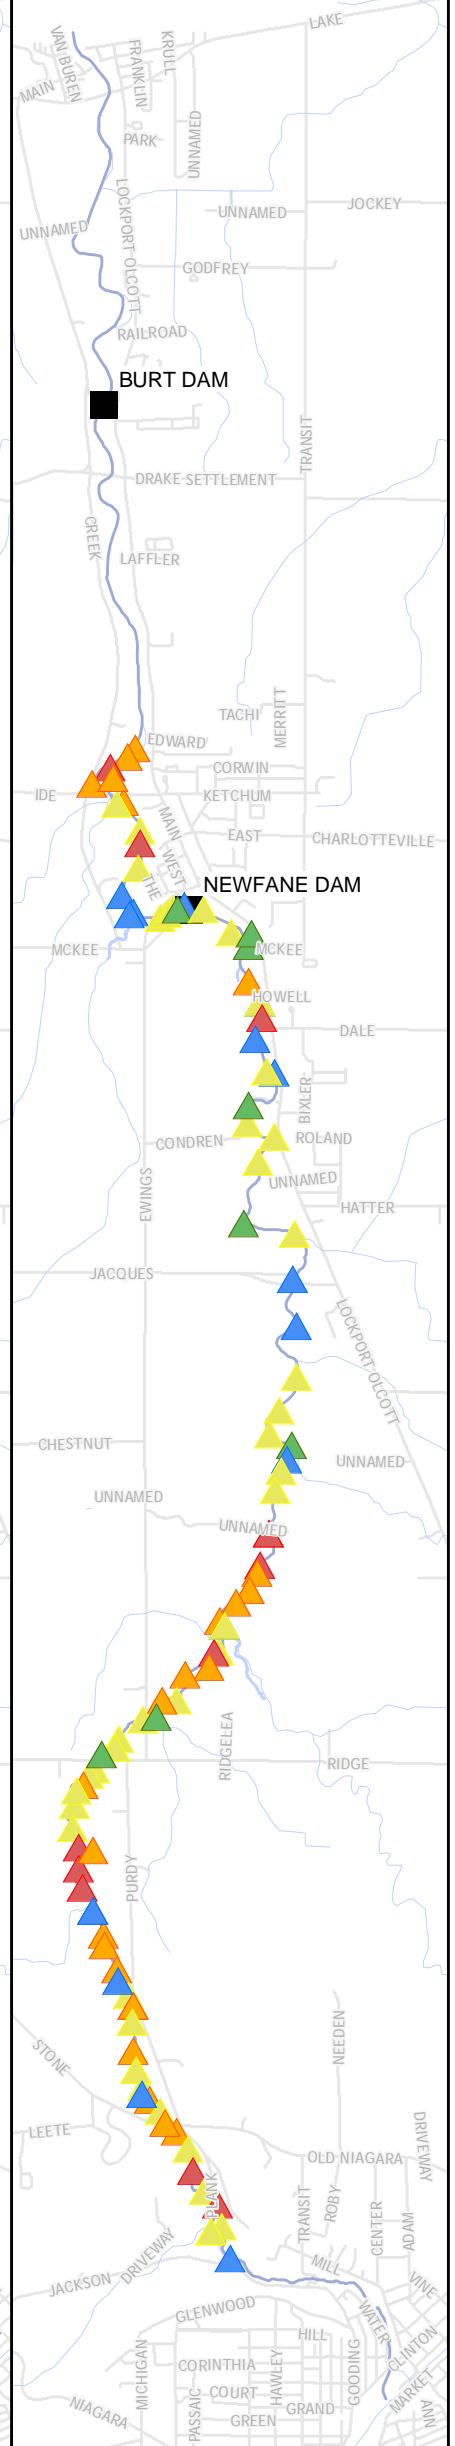 LAKE
VAN BUREN
FRANKLIN
KRULL
MAIN
UNNAMED
PARK
LOCKPORT OLCOTT
JOCKEY
UNNAMED
UNNAMED
GODFREY
RAILROAD
BURT DAM
TRANSIT
DRAKE SETTLEMENT
CREEK
LAFFLER
MERRITT
TACHI
EDWARD
CORWIN
IDE
KETCHUM
MAIN
EAST
CHARLOTTEVILLE
WEST
THE
NEWFANE DAM
MCKEE
MCKEE
HOWELL
DALE
BIXLER
CONDREN
ROLAND
EWINGS
UNNAMED
HATTER
JACQUES
LOCKPORT-OLCOTT
CHESTNUT
UNNAMED
UNNAMED
UNNAMED
RIDGELEA
RIDGE
PURDY
NEEDEN
STONE
LEETE
DRIVEWAY
OLD NIAGARA
PLANK
TRANSIT
ROBY
CENTER
ADAM
DRIVEWAY
MILL
JACKSON
VINE
GLENWOOD
WATER
HILL
CLINTON
MICHIGAN
CORINTHIA
HAWLEY
GOODING
MARKET
COURT
NIAGARA
PASSAIC
GRAND
ANN
GREEN